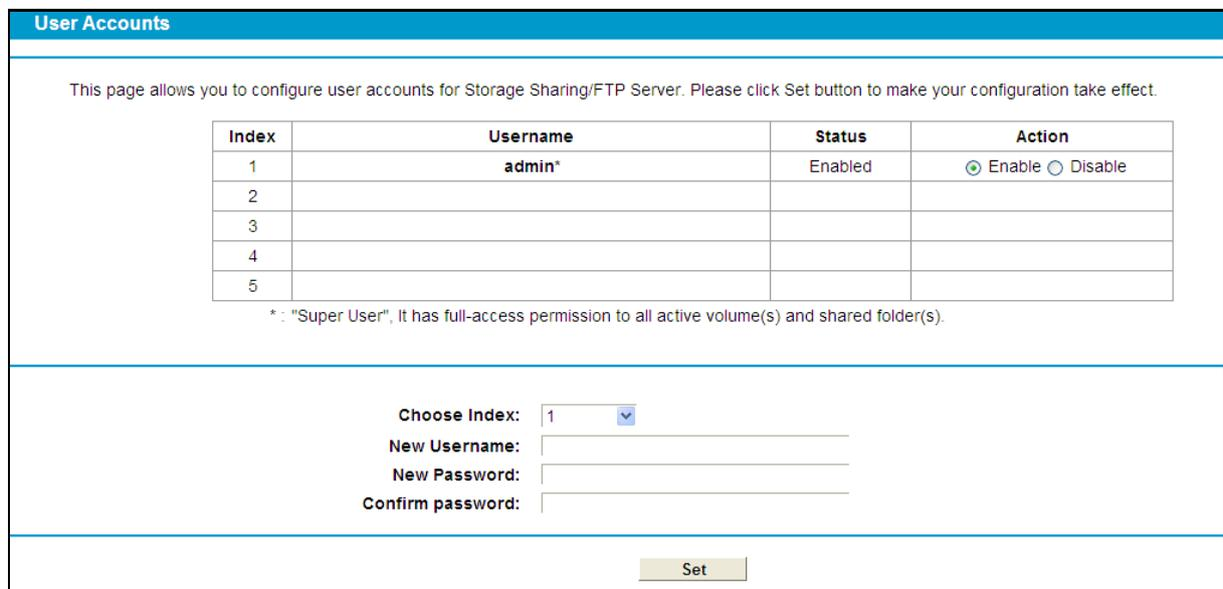 User Accounts
This page allows you to configure user accounts for Storage Sharing/FTP Server. Please click Set button to make your configuration take effect.
Index Username Status Action
1 admin* Enabled Enable Disable
2
3
4
5
* : "Super User", It has full-access permission to all active volume(s) and shared folder(s).
Choose Index: 1
New Username:
New Password:
Confirm password:
Set